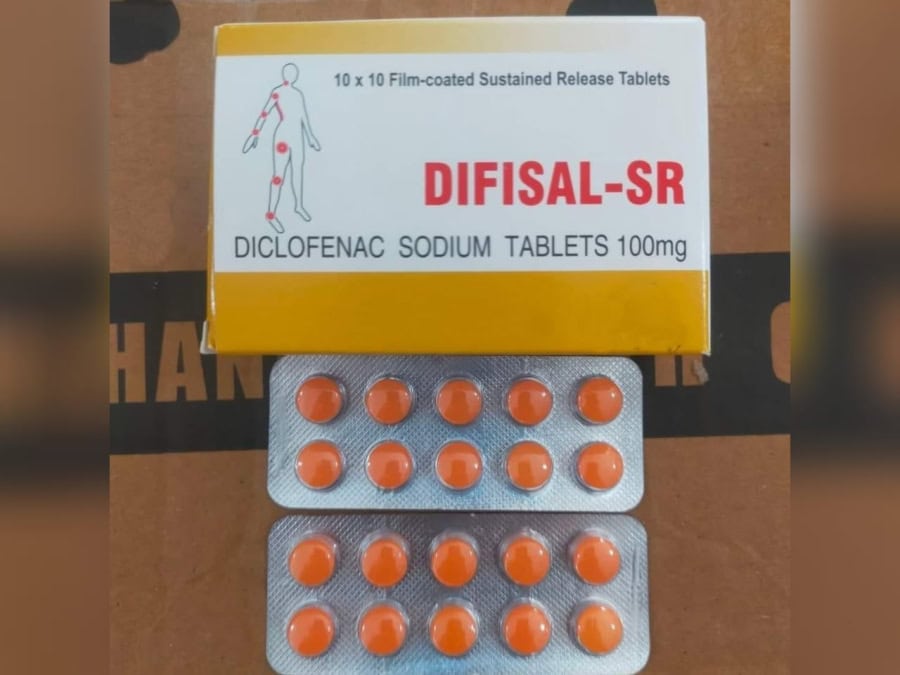 10 x 10 Film-coated Sustained Release Tablets
DIFISAL-SR
DICLOFENAC SODIUM TABLETS 100mg